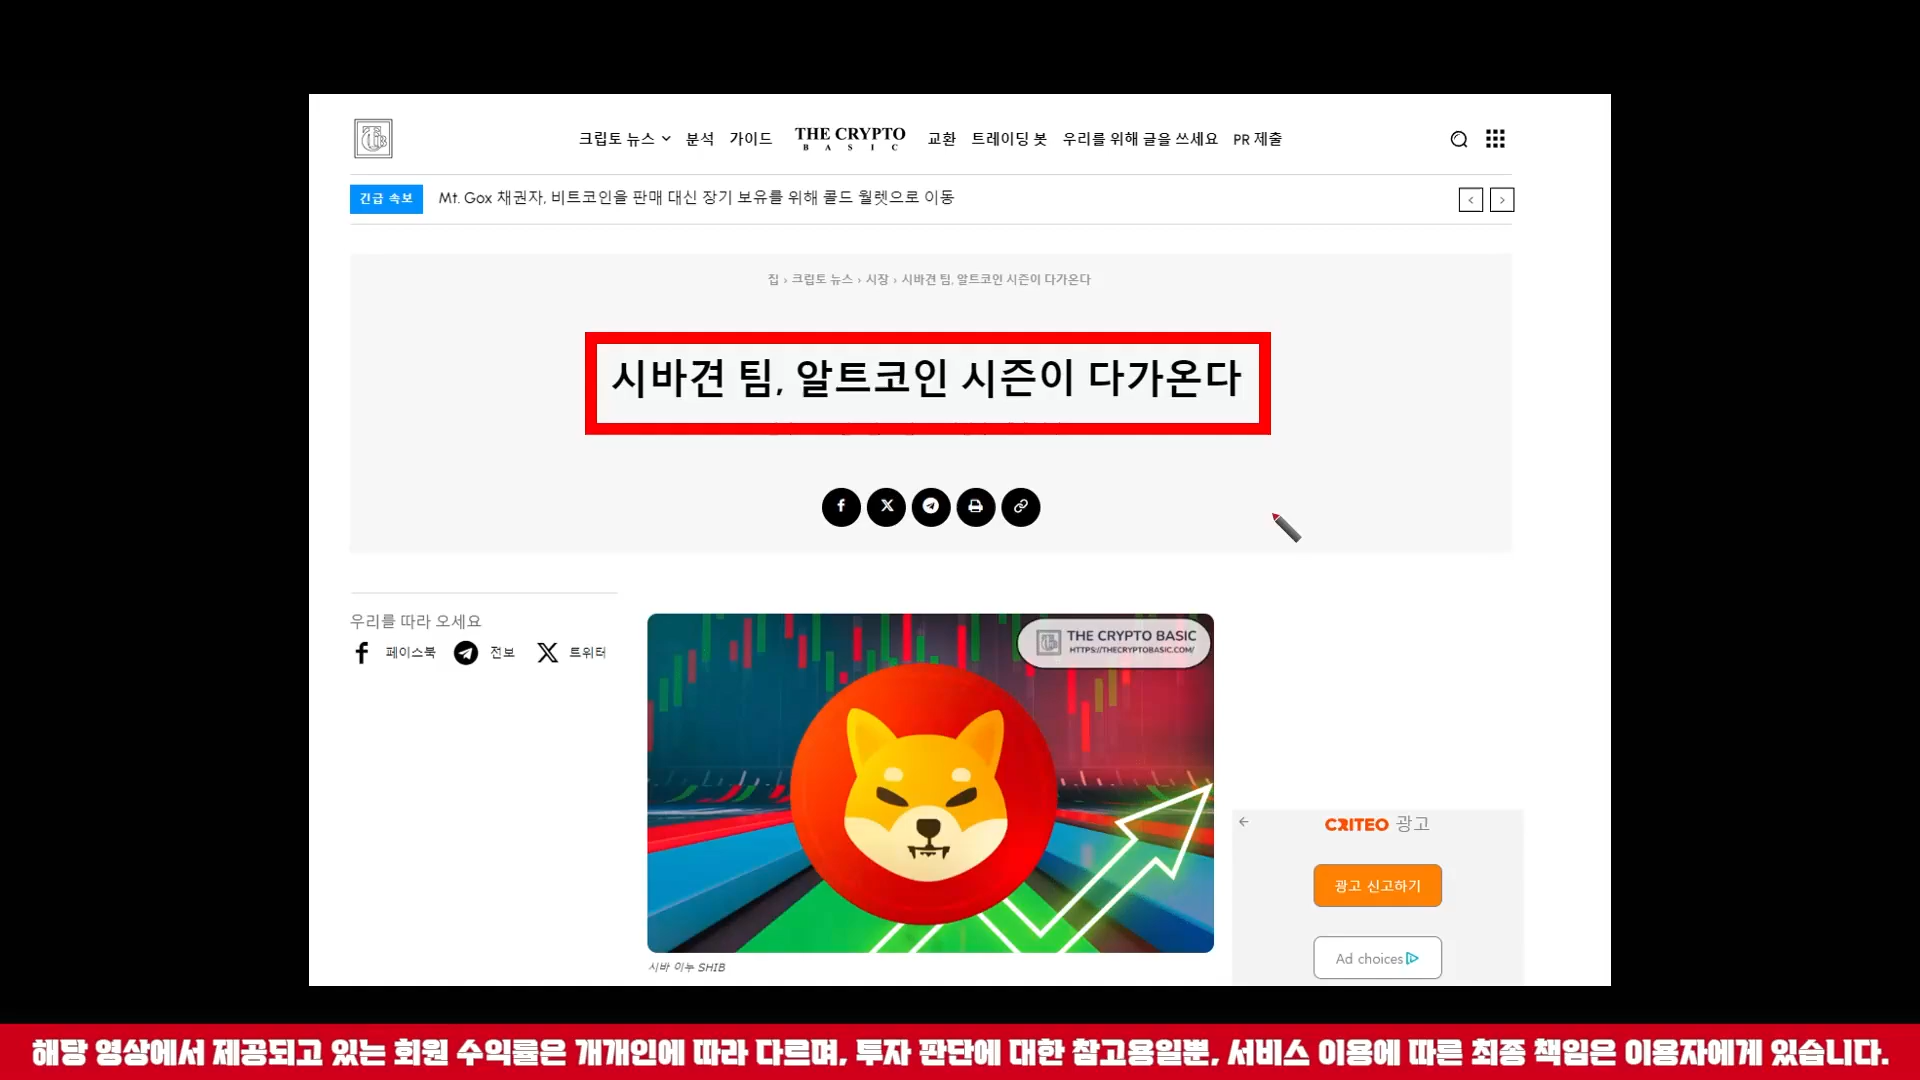 크립토 뉴스 분석 가이드 THE CRYPTO BASIC 교환 트레이딩 봇 우리를 위해 글을 쓰세요 PR 제출
긴급 속보 Mt. Gox 채권자, 비트코인을 판매 대신 장기 보유를 위해 콜드 월렛으로 이동
집 › 크립토 뉴스 › 시장 › 시바견 팀, 알트코인 시즌이 다가온다
시바견 팀, 알트코인 시즌이 다가온다
우리를 따라 오세요
페이스북 전보 트위터
THE CRYPTO BASIC
HTTPS://THECRYPTOBASIC.COM/
시바 이누 SHIB
CRITEO 광고
광고 신고하기
Ad choices
해당 영상에서 제공되고 있는 회원 수익률은 개개인에 따라 다르며, 투자 판단에 대한 참고용일뿐, 서비스 이용에 따른 최종 책임은 이용자에게 있습니다.